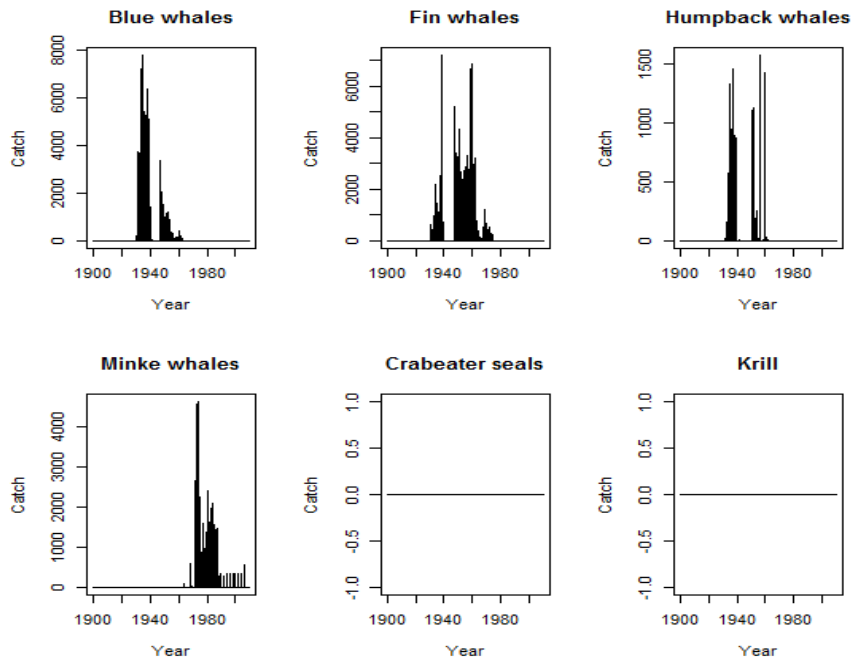 Blue whales
Catch
0 2000 4000 6000 8000
1900 1940 1980
Year
Fin whales
Catch
0 2000 4000 6000
1900 1940 1980
Year
Humpback whales
Catch
0 500 1000 1500
1900 1940 1980
Year
Minke whales
Catch
0 1000 2000 3000 4000
1900 1940 1980
Year
Crabeater seals
Catch
-1.0 -0.5 0.0 0.5 1.0
1900 1940 1980
Year
Krill
Catch
-1.0 -0.5 0.0 0.5 1.0
1900 1940 1980
Year